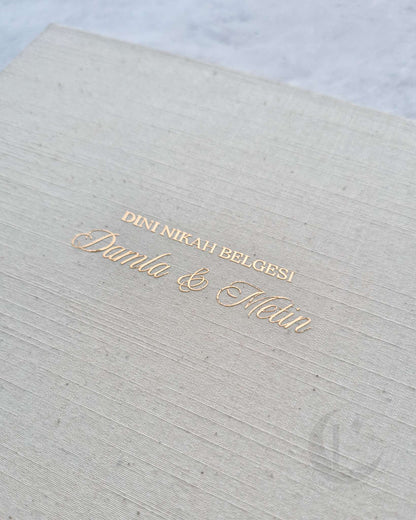 DINI NIKAH BELGESI
Damla & Metin